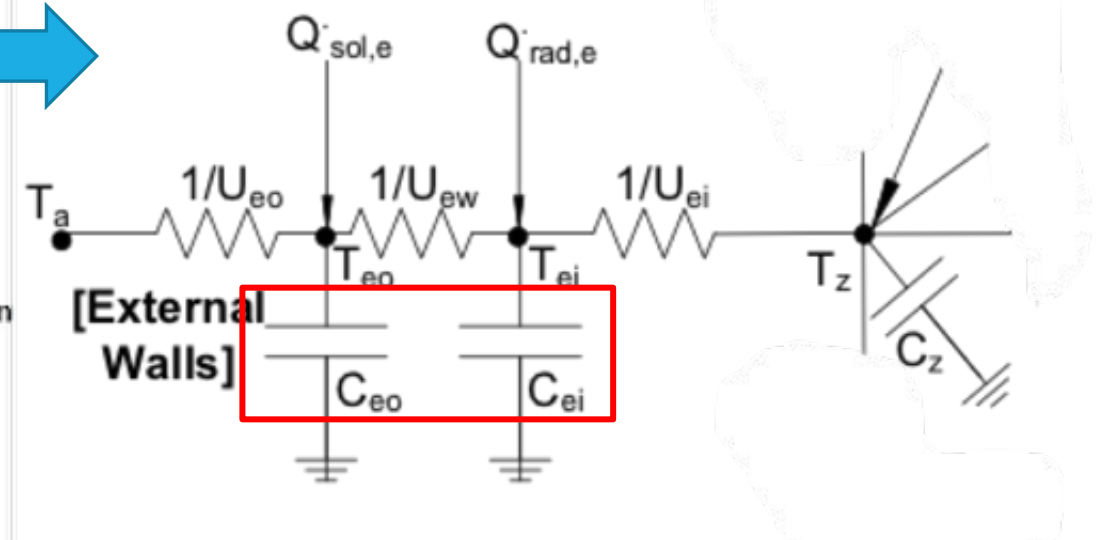 Q̇sol,e
Q̇rad,e
1/Ueo
1/Uew
1/Uei
Ta
Teo
Tei
Tz
[External
Walls]
Ceo
Cei
Cz
n